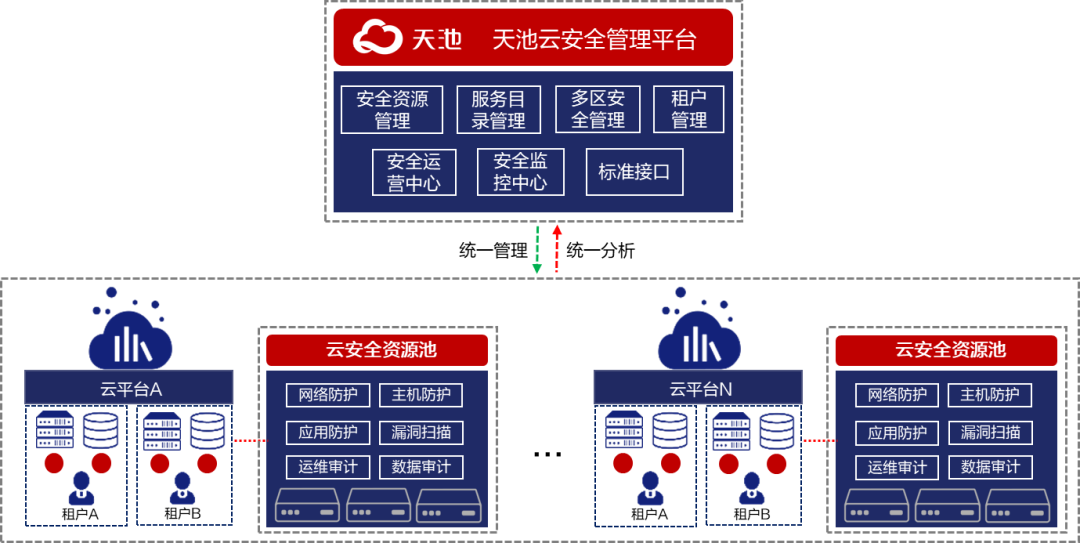 天池 天池云安全管理平台
安全资源
管理
服务目
录管理
多区安
全管理
租户
管理
安全运
营中心
安全监
控中心
标准接口
统一管理
统一分析
云平台A
租户A
租户B
云安全资源池
网络防护
主机防护
应用防护
漏洞扫描
运维审计
数据审计
...
云平台N
租户A
租户B
云安全资源池
网络防护
主机防护
应用防护
漏洞扫描
运维审计
数据审计